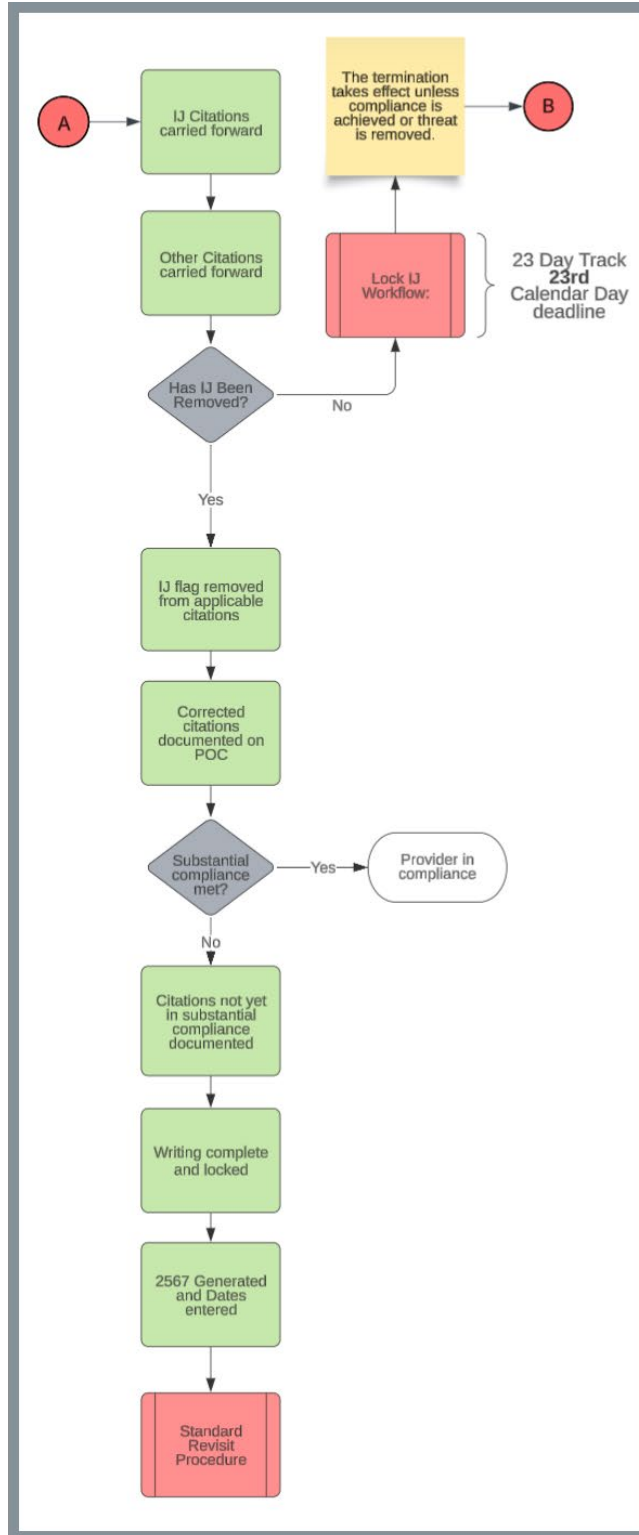 A
IJ Citations
carried forward
Other Citations
carried forward
Has IJ Been
Removed?
No
Lock IJ
Workflow:
23 Day Track
23rd
Calendar Day
deadline
The termination
takes effect unless
compliance is
achieved or threat
is removed.
B
Yes
IJ flag removed
from applicable
citations
Corrected
citations
documented on
POC
Substantial
compliance
met?
Yes
Provider in
compliance
No
Citations not yet
in substantial
compliance
documented
Writing complete
and locked
2567 Generated
and Dates
entered
Standard
Revisit
Procedure